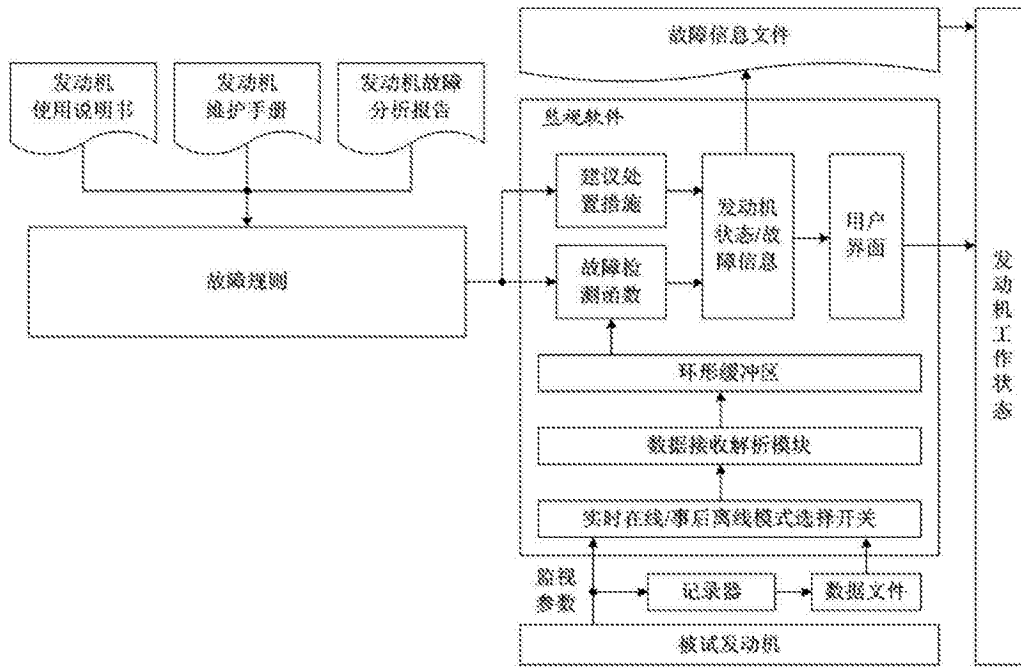 故障信息文件
发动机
使用说明书
发动机
维护手册
发动机故障
分析报告
监视软件
建议处
置措施
发动机
状态/故
障信息
用户
界面
故障规则
故障检
测函数
发动机工作状态
环形缓冲区
数据接收解析模块
实时在线/事后离线模式选择开关
监视
参数
记录器
数据文件
被试发动机